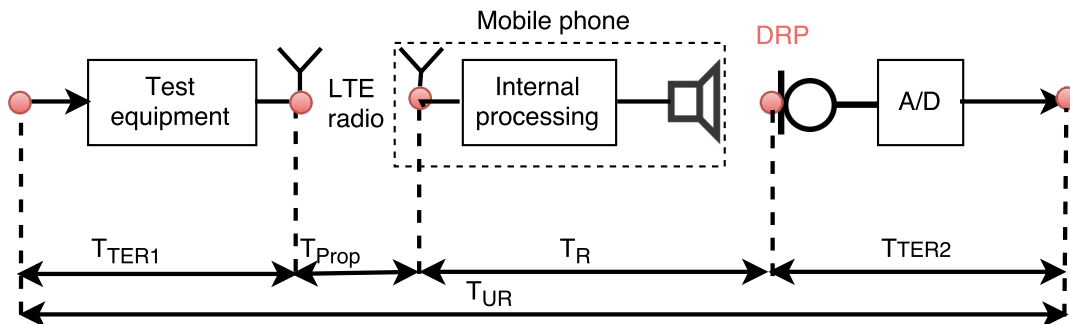 Mobile phone
DRP
Test
equipment
LTE
radio
Internal
processing
A/D
TTER1
TProp
TR
TTER2
TUR